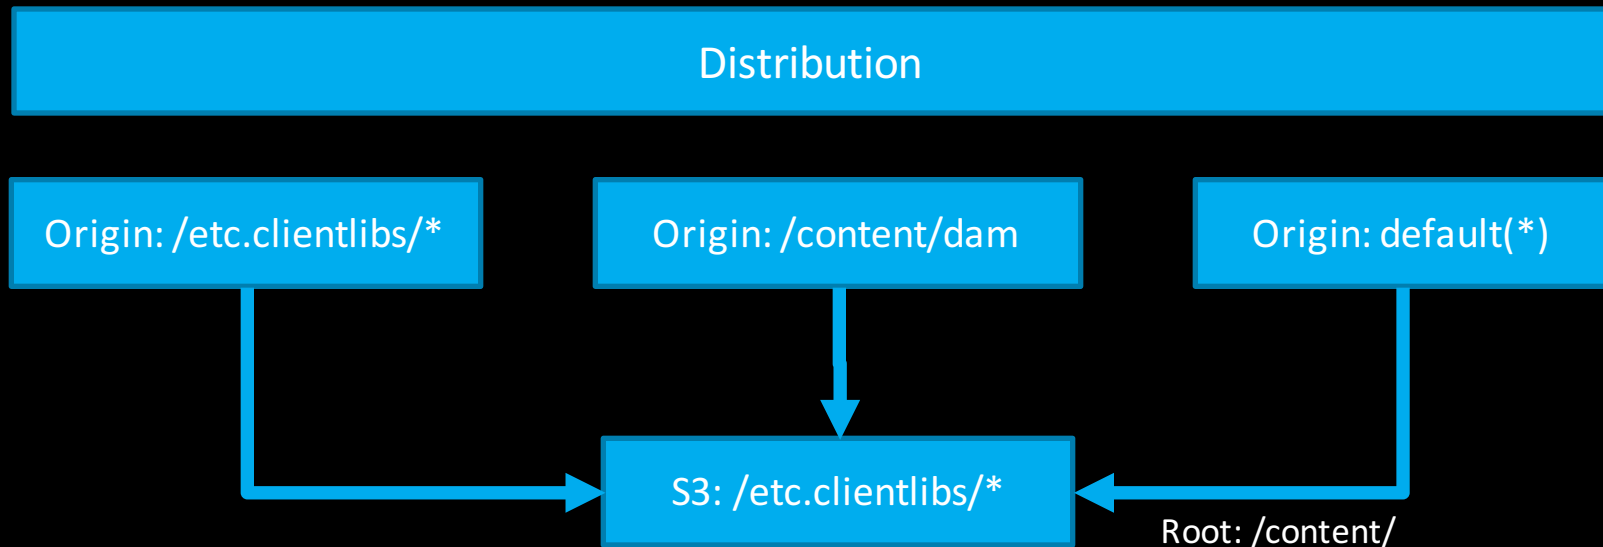 Distribution
Origin: /etc.clientlibs/*
Origin: /content/dam
Origin: default(*)
S3: /etc.clientlibs/*
Root: /content/